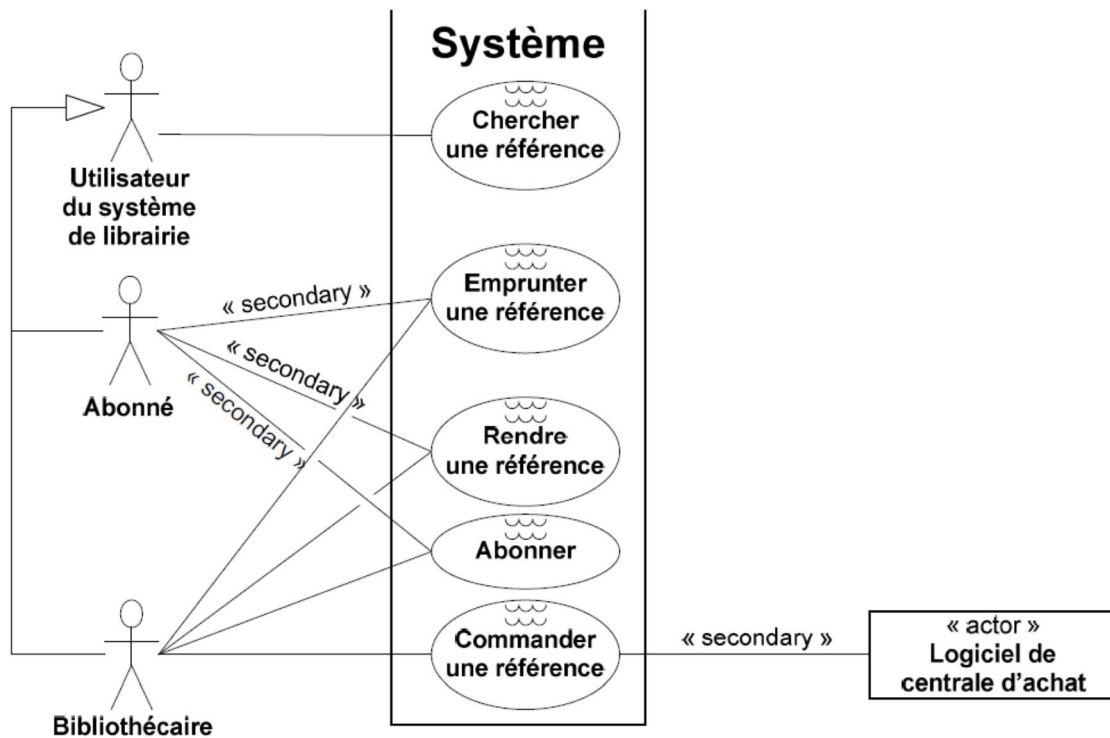 Système
Chercher
une référence
Utilisateur
du système
de librairie
Emprunter
une référence
« secondary »
« secondary »
« secondary »
Abonné
Rendre
une référence
Abonner
Commander
une référence
« secondary »
« actor »
Logiciel de
centrale d'achat
Bibliothécaire